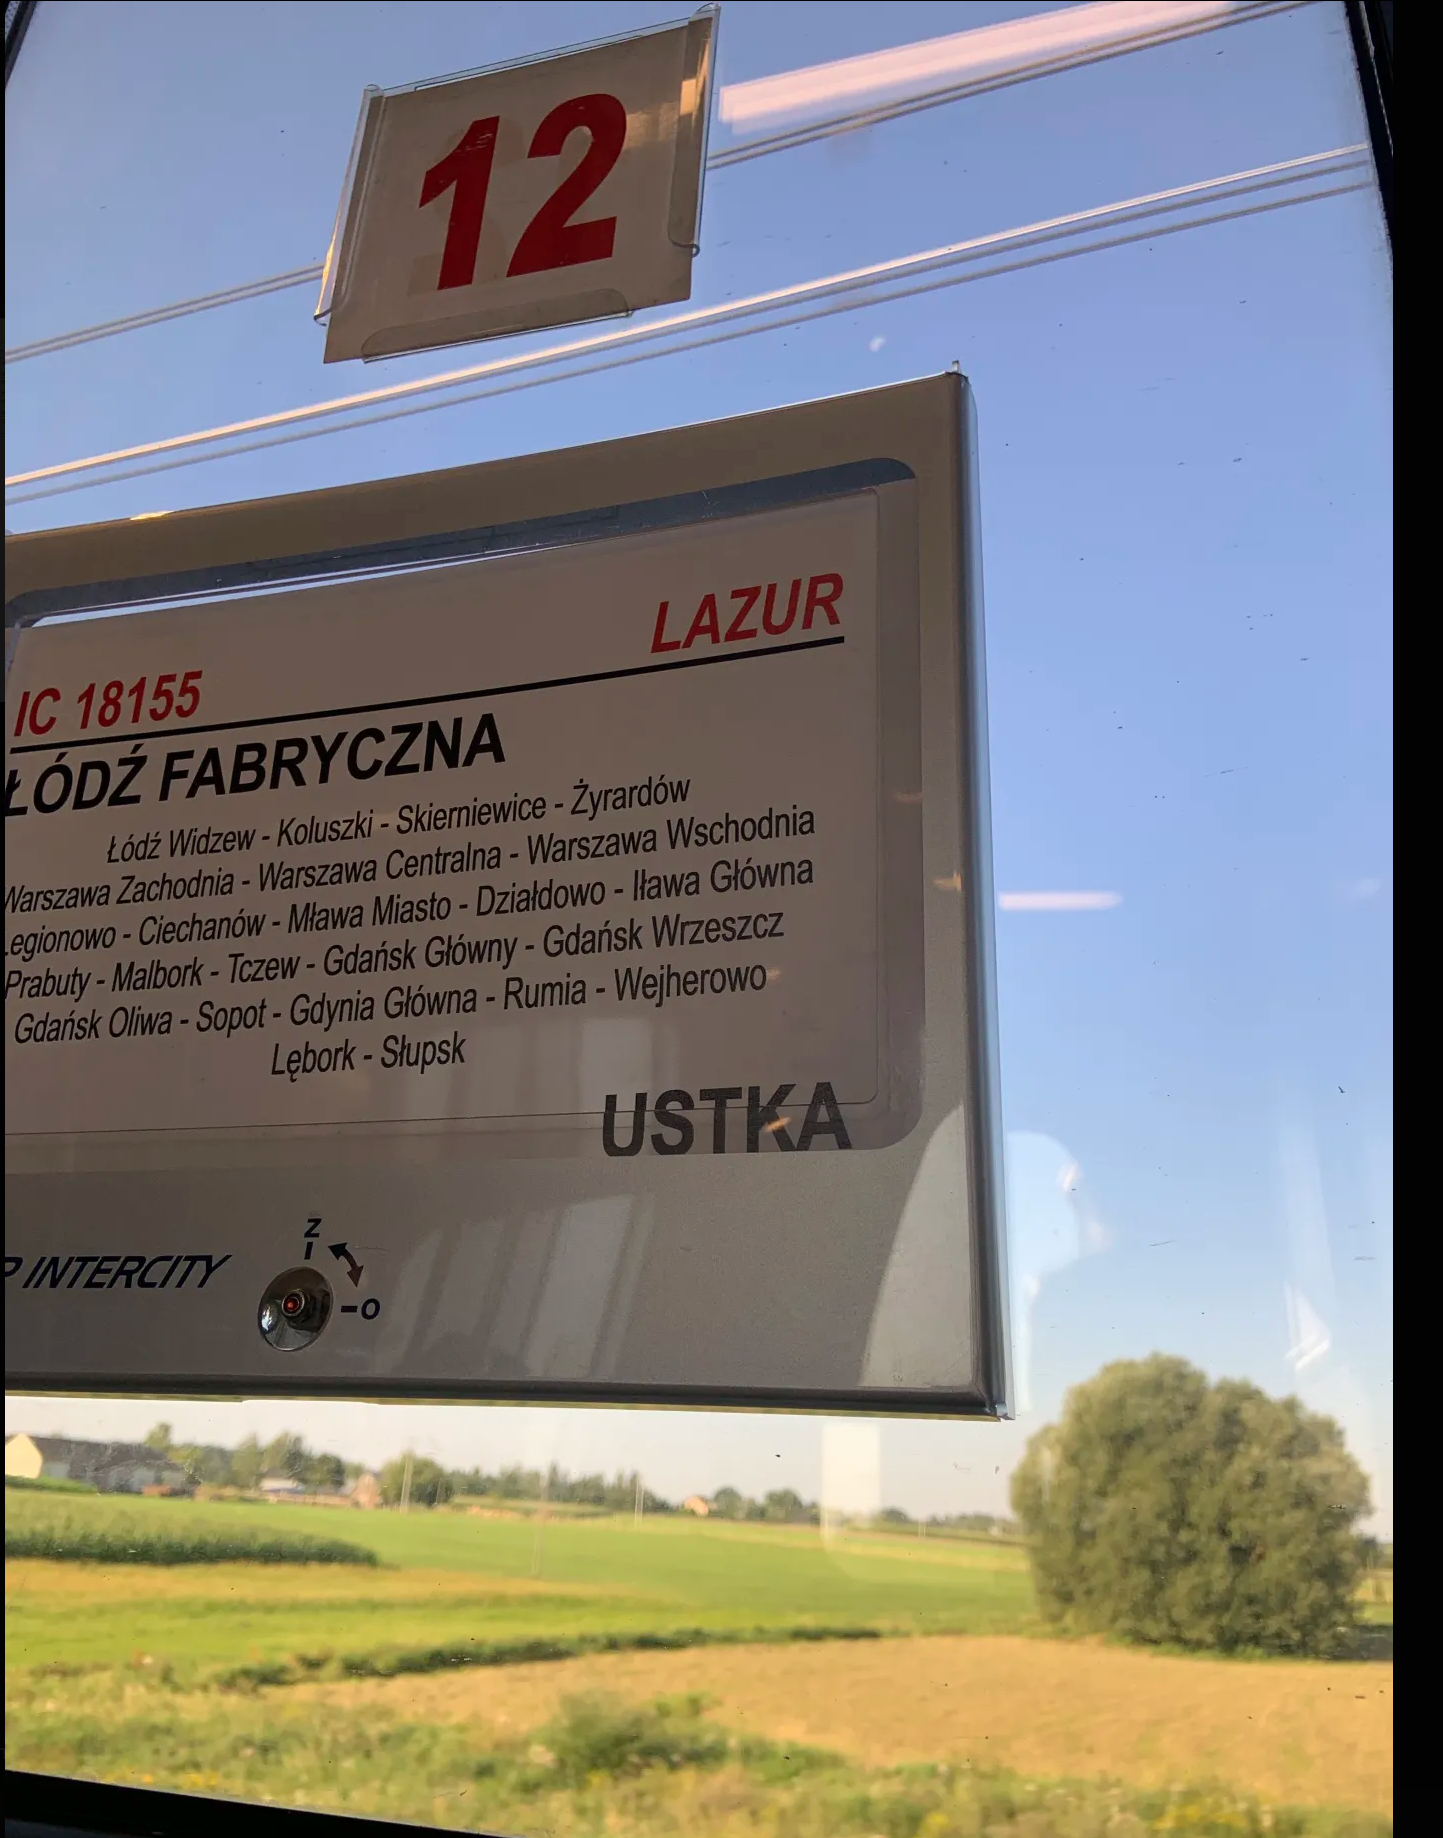 12
LAZUR
IC 18155
ŁÓDŹ FABRYCZNA
Łódź Widzew - Koluszki - Skierniewice - Żyrardów
Warszawa Zachodnia - Warszawa Centralna - Warszawa Wschodnia
Legionowo - Ciechanów - Mława Miasto - Działdowo - Iława Główna
Prabuty - Malbork - Tczew - Gdańsk Główny - Gdańsk Wrzeszcz
Gdańsk Oliwa - Sopot - Gdynia Główna - Rumia - Wejherowo
Lębork - Słupsk
USTKA
Z
P INTERCITY
O